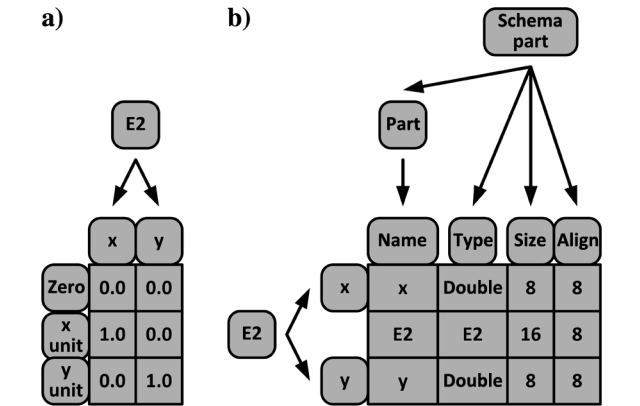 a)
E2
x y
Zero 0.0 0.0
x unit 1.0 0.0
y unit 0.0 1.0
b)
Schema
part
Part
Name Type Size Align
x x Double 8 8
E2 E2 E2 16 8
y y Double 8 8